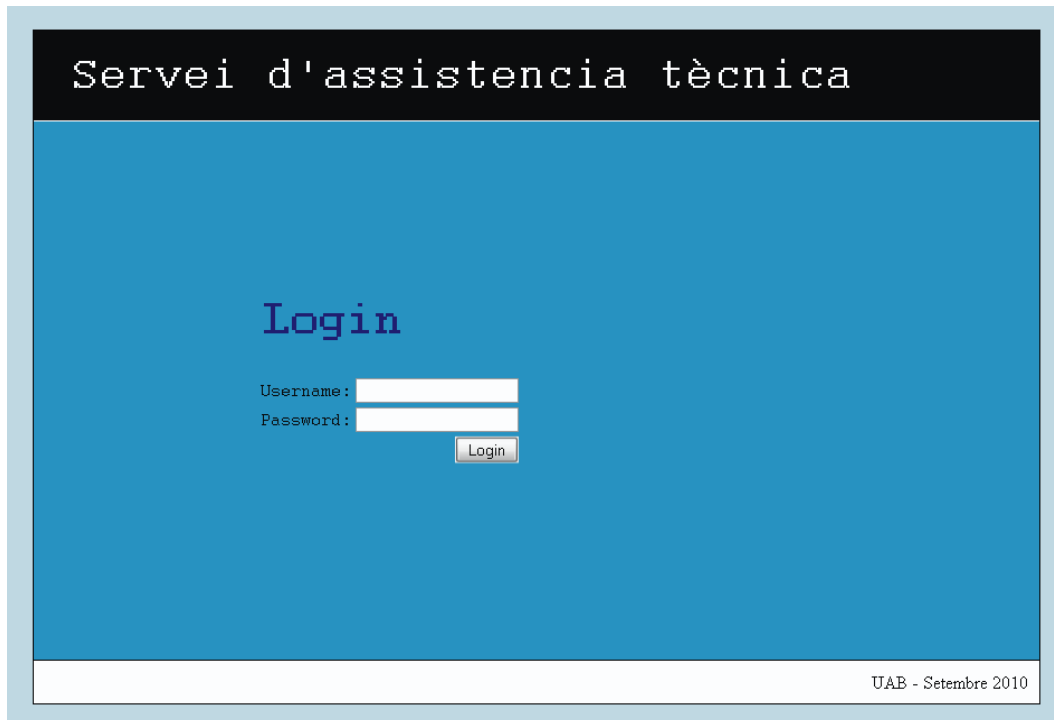 Servei d'assistencia tècnica
Login
Username:
Password:
Login
UAB - Setembre 2010